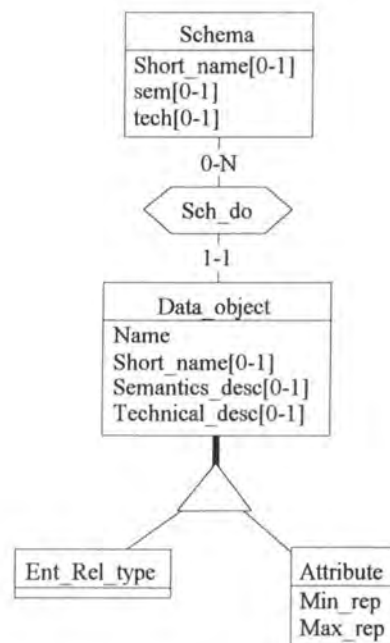 Schema
Short_name[0-1]
sem[0-1]
tech[0-1]
0-N
Sch_do
1-1
Data_object
Name
Short_name[0-1]
Semantics_desc[0-1]
Technical_desc[0-1]
Ent_Rel_type
Attribute
Min_rep
Max_rep